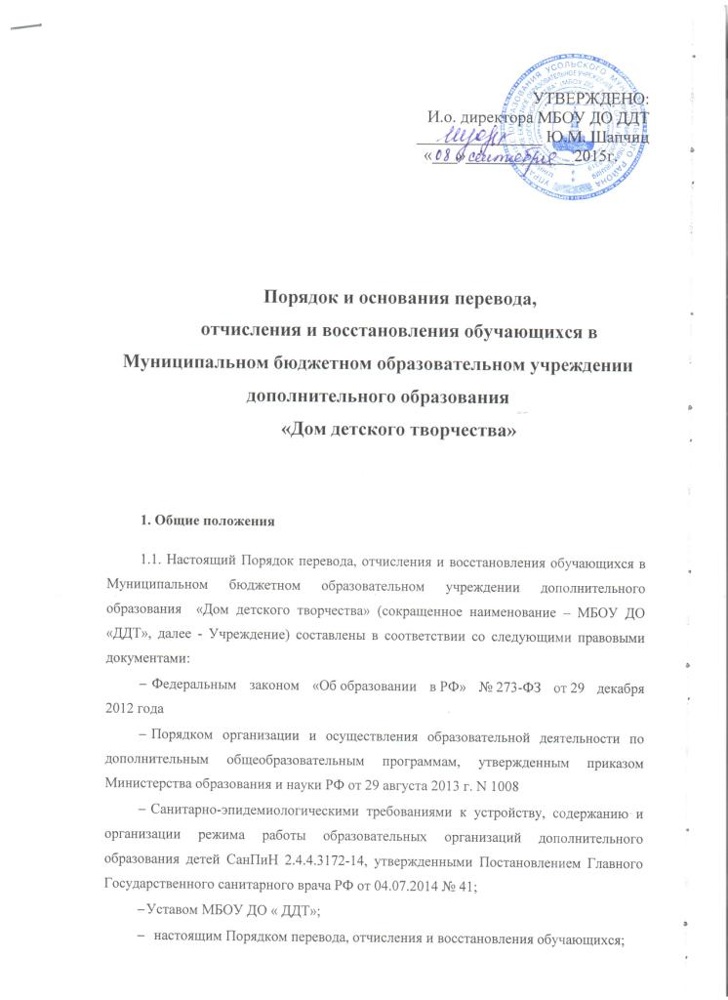 УТВЕРЖДЕНО:
И.о. директора МБОУ ДО ДДТ
Ю.М. Шапчиц
«08» сентября 2015г.
Порядок и основания перевода,
отчисления и восстановления обучающихся в
Муниципальном бюджетном образовательном учреждении
дополнительного образования
«Дом детского творчества»
1. Общие положения
1.1. Настоящий Порядок перевода, отчисления и восстановления обучающихся в
Муниципальном бюджетном образовательном учреждении дополнительного
образования «Дом детского творчества» (сокращенное наименование – МБОУ ДО
«ДДТ», далее - Учреждение) составлены в соответствии со следующими правовыми
документами:
– Федеральным законом «Об образовании в РФ» № 273-ФЗ от 29 декабря
2012 года
– Порядком организации и осуществления образовательной деятельности по
дополнительным общеобразовательным программам, утвержденным приказом
Министерства образования и науки РФ от 29 августа 2013 г. N 1008
– Санитарно-эпидемиологическими требованиями к устройству, содержанию и
организации режима работы образовательных организаций дополнительного
образования детей СанПиН 2.4.4.3172-14, утвержденными Постановлением Главного
Государственного санитарного врача РФ от 04.07.2014 № 41;
–Уставом МБОУ ДО « ДДТ»;
– настоящим Порядком перевода, отчисления и восстановления обучающихся;